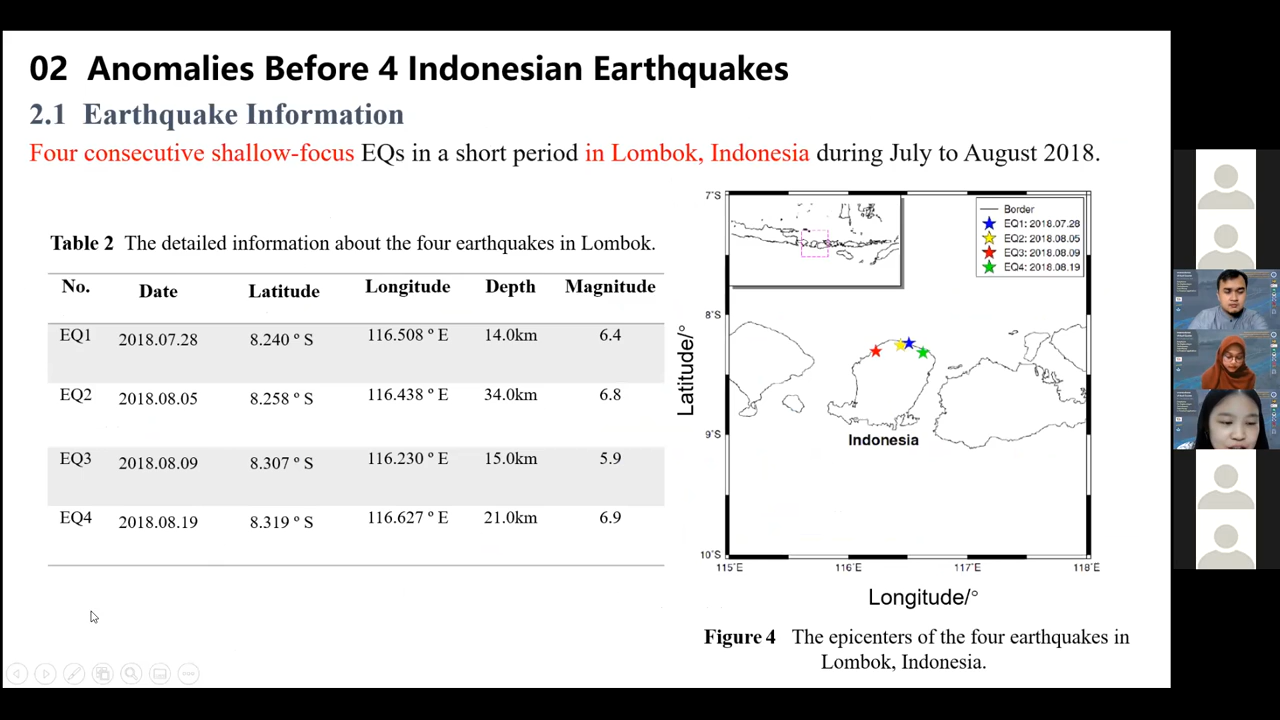 02 Anomalies Before 4 Indonesian Earthquakes
2.1 Earthquake Information
Four consecutive shallow-focus EQs in a short period in Lombok, Indonesia during July to August 2018.
Table 2 The detailed information about the four earthquakes in Lombok.
No. Date Latitude Longitude Depth Magnitude
EQ1 2018.07.28 8.240 º S 116.508 º E 14.0km 6.4
EQ2 2018.08.05 8.258 º S 116.438 º E 34.0km 6.8
EQ3 2018.08.09 8.307 º S 116.230 º E 15.0km 5.9
EQ4 2018.08.19 8.319 º S 116.627 º E 21.0km 6.9
7°S
8°S
9°S
10°S
Latitude/°
Border
EQ1: 2018.07.28
EQ2: 2018.08.05
EQ3: 2018.08.09
EQ4: 2018.08.19
Indonesia
115°E 116°E 117°E 118°E
Longitude/°
Figure 4 The epicenters of the four earthquakes in
Lombok, Indonesia.